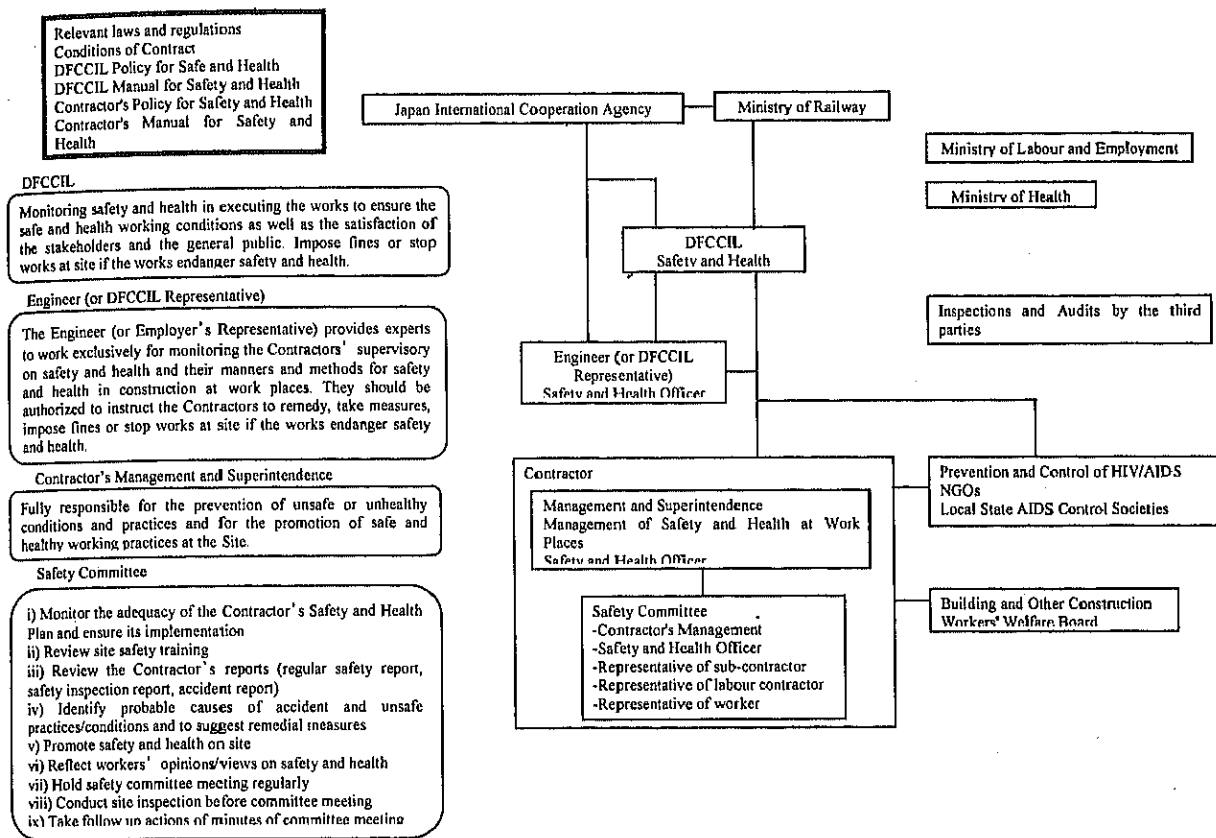 Relevant laws and regulations
Conditions of Contract
DFCCIL Policy for Safe and Health
DFCCIL Manual for Safety and Health
Contractor's Policy for Safety and Health
Contractor's Manual for Safety and
Health
DFCCIL
Monitoring safety and health in executing the works to ensure the
safe and health working conditions as well as the satisfaction of
the stakeholders and the general public. Impose fines or stop
works at site if the works endanger safety and health.
Engineer (or DFCCIL Representative)
The Engineer (or Employer's Representative) provides experts
to work exclusively for monitoring the Contractors' supervisory
on safety and health and their manners and methods for safety
and health in construction at work places. They should be
authorized to instruct the Contractors to remedy, take measures,
impose fines or stop works at site if the works endanger safety
and health.
Contractor's Management and Superintendence
Fully responsible for the prevention of unsafe or unhealthy
conditions and practices and for the promotion of safe and
healthy working practices at the Site.
Safety Committee
i) Monitor the adequacy of the Contractor's Safety and Health
Plan and ensure its implementation
ii) Review site safety training
iii) Review the Contractor's reports (regular safety report,
safety inspection report, accident report)
iv) Identify probable causes of accident and unsafe
practices/conditions and to suggest remedial measures
v) Promote safety and health on site
vi) Reflect workers' opinions/views on safety and health
vii) Hold safety committee meeting regularly
viii) Conduct site inspection before committee meeting
ix) Take follow up actions of minutes of committee meeting
Japan International Cooperation Agency
Ministry of Railway
Ministry of Labour and Employment
Ministry of Health
DFCCIL
Safety and Health
Inspections and Audits by the third
parties
Engineer (or DFCCIL
Representative)
Safety and Health Officer
Contractor
Management and Superintendence
Management of Safety and Health at Work
Places
Safety and Health Officer
Safety Committee
-Contractor's Management
-Safety and Health Officer
-Representative of sub-contractor
-Representative of labour contractor
-Representative of worker
Prevention and Control of HIV/AIDS
NGOs
Local State AIDS Control Societies
Building and Other Construction
Workers' Welfare Board